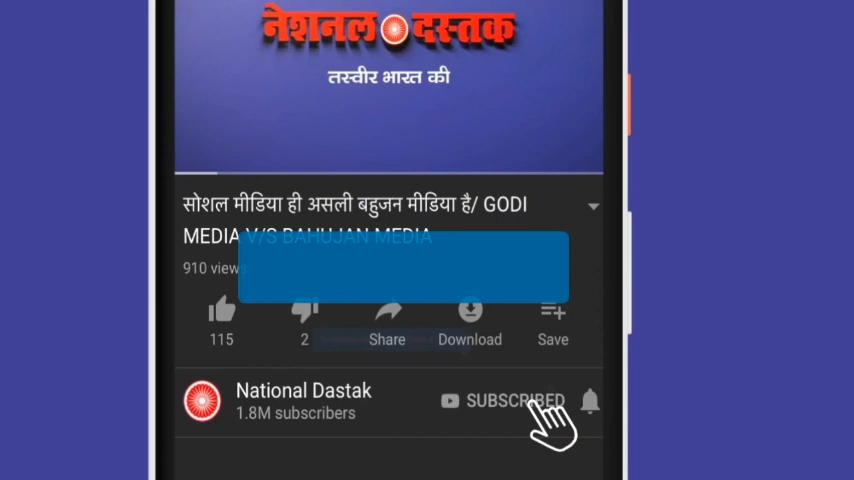 नेशनल दस्तक
तस्वीर भारत की
सोशल मीडिया ही असली बहुजन मीडिया है/ GODI
MEDIA V/S BAHUJAN MEDIA
910 views
115
2
Share
Download
Save
National Dastak
SUBSCRIBED
1.8M subscribers